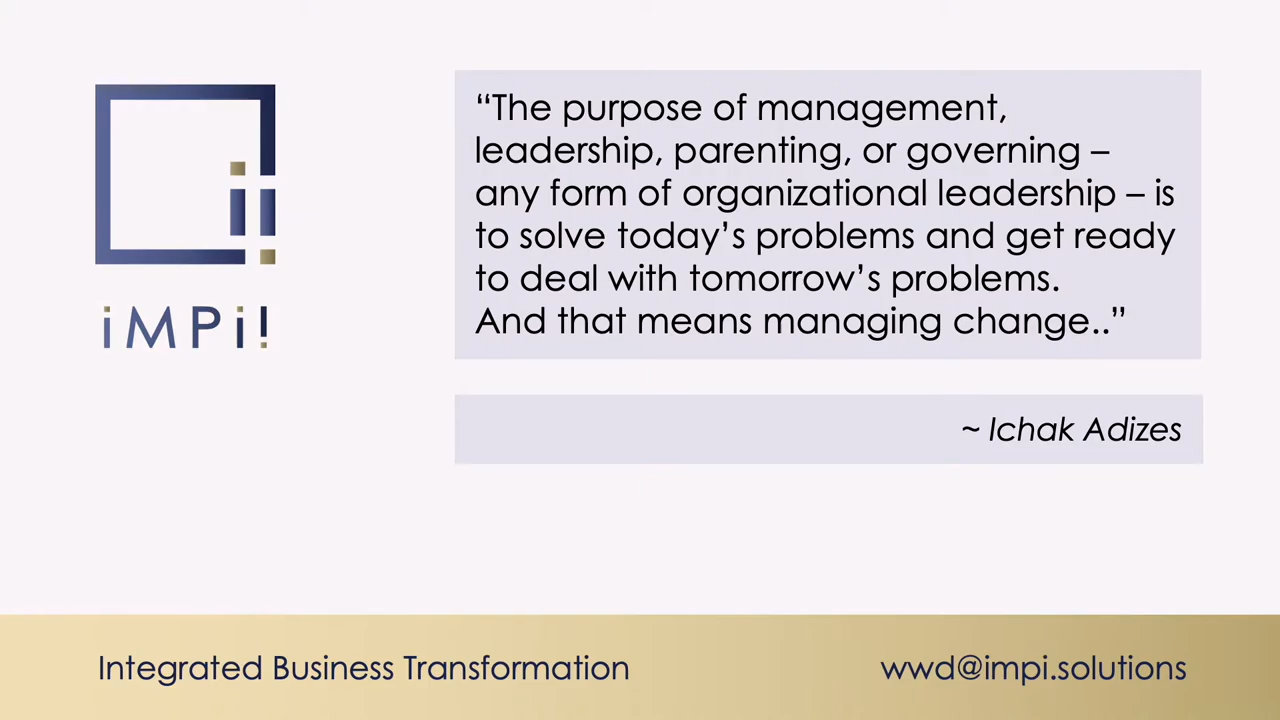 iMPi!
“The purpose of management,
leadership, parenting, or governing –
any form of organizational leadership – is
to solve today’s problems and get ready
to deal with tomorrow’s problems.
And that means managing change..”
~ Ichak Adizes
Integrated Business Transformation
wwd@impi.solutions